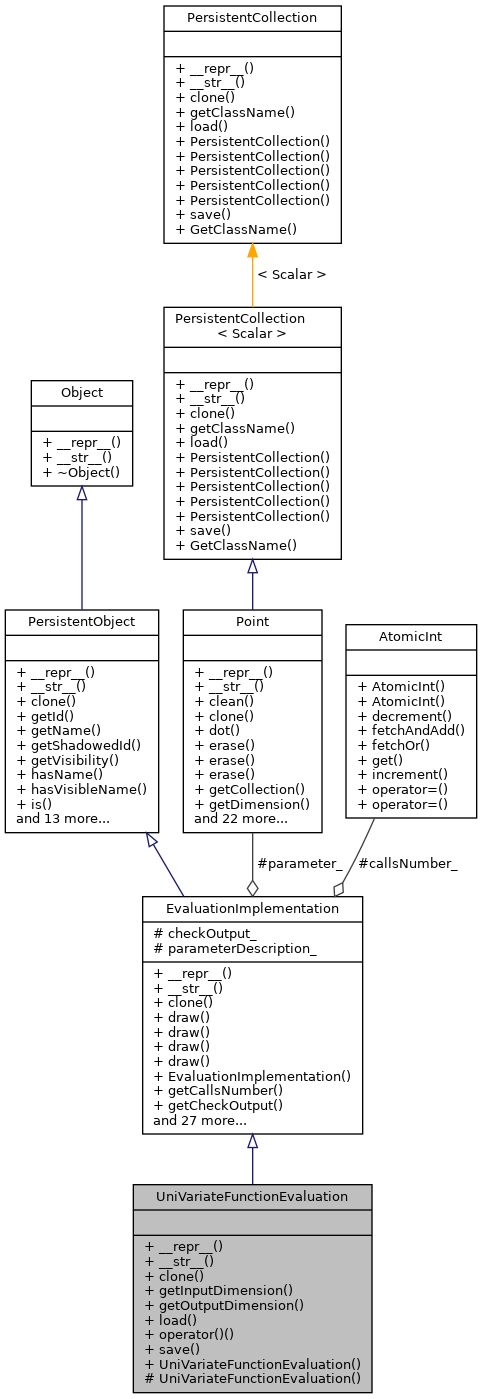 PersistentCollection
+ __repr__()
+ __str__()
+ clone()
+ getClassName()
+ load()
+ PersistentCollection()
+ PersistentCollection()
+ PersistentCollection()
+ PersistentCollection()
+ PersistentCollection()
+ save()
+ GetClassName()
< Scalar >
PersistentCollection
< Scalar >
+ __repr__()
+ __str__()
+ clone()
+ getClassName()
+ load()
+ PersistentCollection()
+ PersistentCollection()
+ PersistentCollection()
+ PersistentCollection()
+ PersistentCollection()
+ save()
+ GetClassName()
Object
+ __repr__()
+ __str__()
+ ~Object()
PersistentObject
+ __repr__()
+ __str__()
+ clone()
+ getId()
+ getName()
+ getShadowedId()
+ getVisibility()
+ hasName()
+ hasVisibleName()
+ is()
and 13 more...
Point
+ __repr__()
+ __str__()
+ clean()
+ clone()
+ dot()
+ erase()
+ erase()
+ erase()
+ getCollection()
+ getDimension()
and 22 more...
AtomicInt
+ AtomicInt()
+ AtomicInt()
+ decrement()
+ fetchAndAdd()
+ fetchOr()
+ get()
+ increment()
+ operator=()
+ operator=()
#parameter_
#callsNumber_
EvaluationImplementation
# checkOutput_
# parameterDescription_
+ __repr__()
+ __str__()
+ clone()
+ draw()
+ draw()
+ draw()
+ draw()
+ EvaluationImplementation()
+ getCallsNumber()
+ getCheckOutput()
and 27 more...
UniVariateFunctionEvaluation
+ __repr__()
+ __str__()
+ clone()
+ getInputDimension()
+ getOutputDimension()
+ load()
+ operator()()
+ save()
+ UniVariateFunctionEvaluation()
# UniVariateFunctionEvaluation()